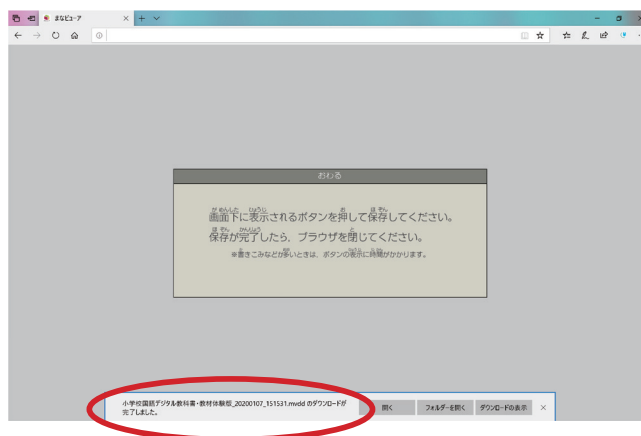 まなビューア
おわる
画面下に表示されるボタンを押して保存してください。
保存が完了したら、ブラウザを閉じてください。
※書きこみなどが多いときは、ボタンの表示に時間がかかります。
小学校国語デジタル教科書・教材体験版_20200107_151531.mvdd のダウンロードが
完了しました。
開く
フォルダーを開く
ダウンロードの表示